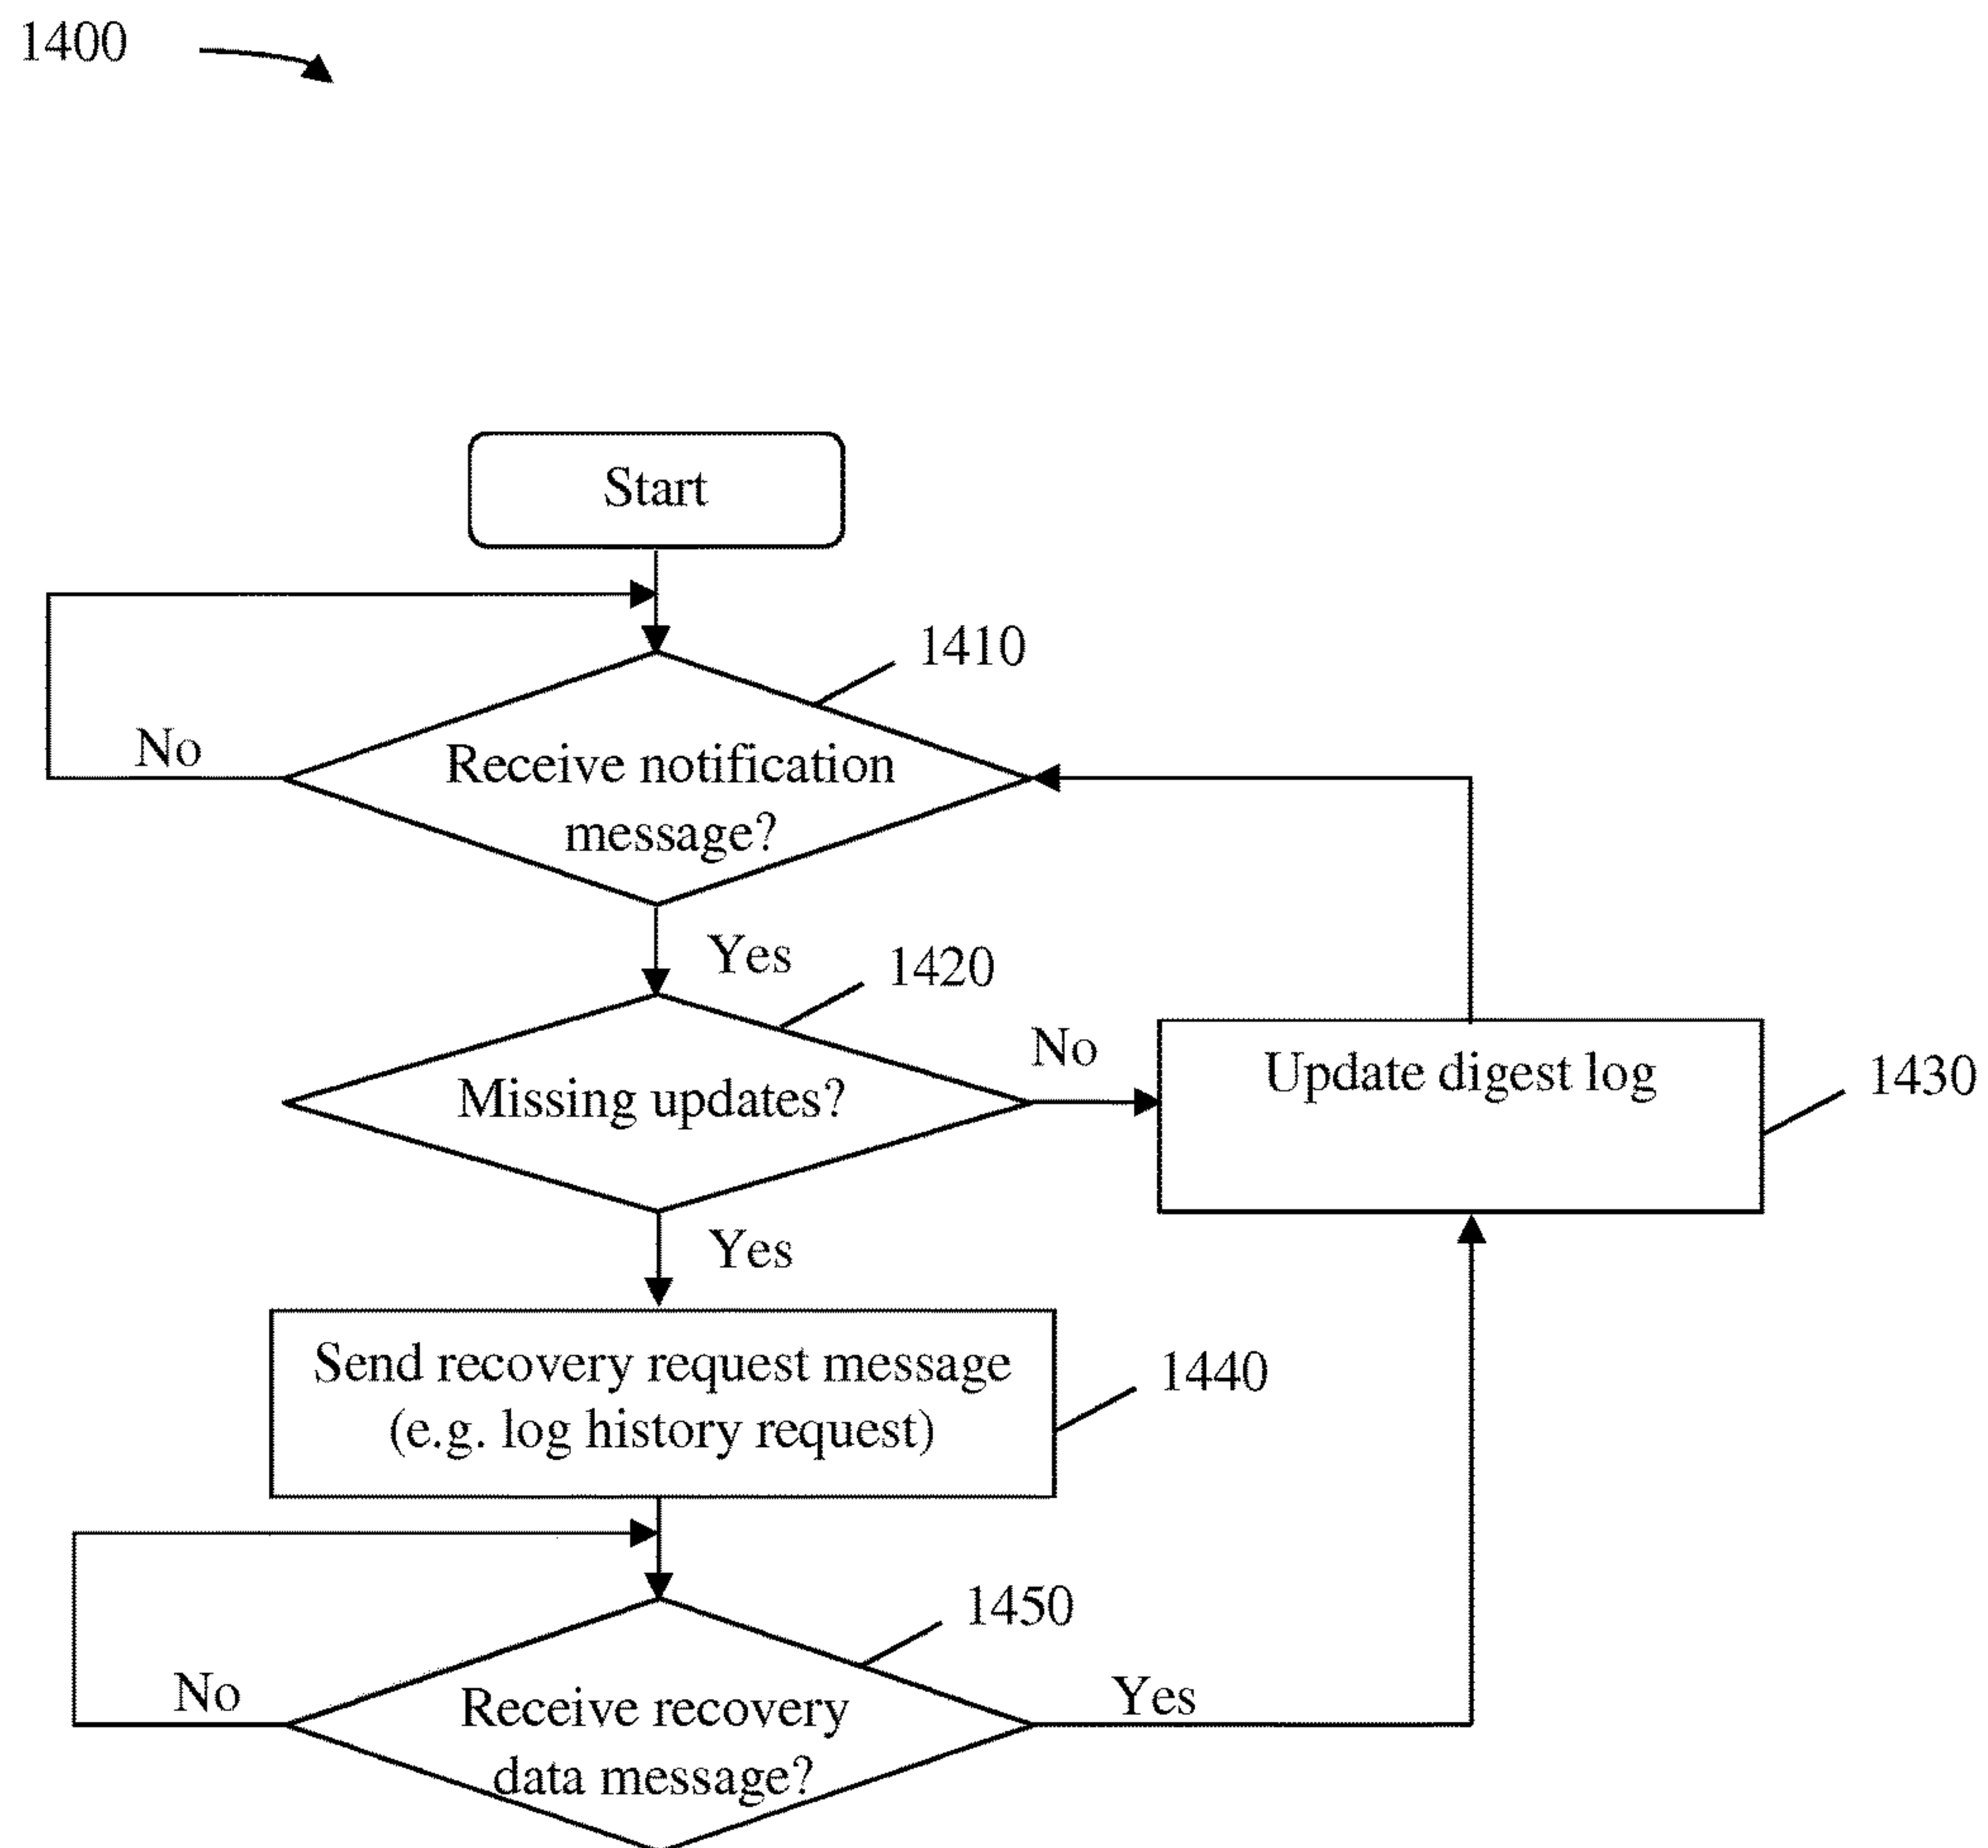 1400
Start
1410
No
Receive notification
message?
Yes
1420
No
Missing updates?
Update digest log
1430
Yes
Send recovery request message
(e.g. log history request)
1440
1450
No
Receive recovery
data message?
Yes